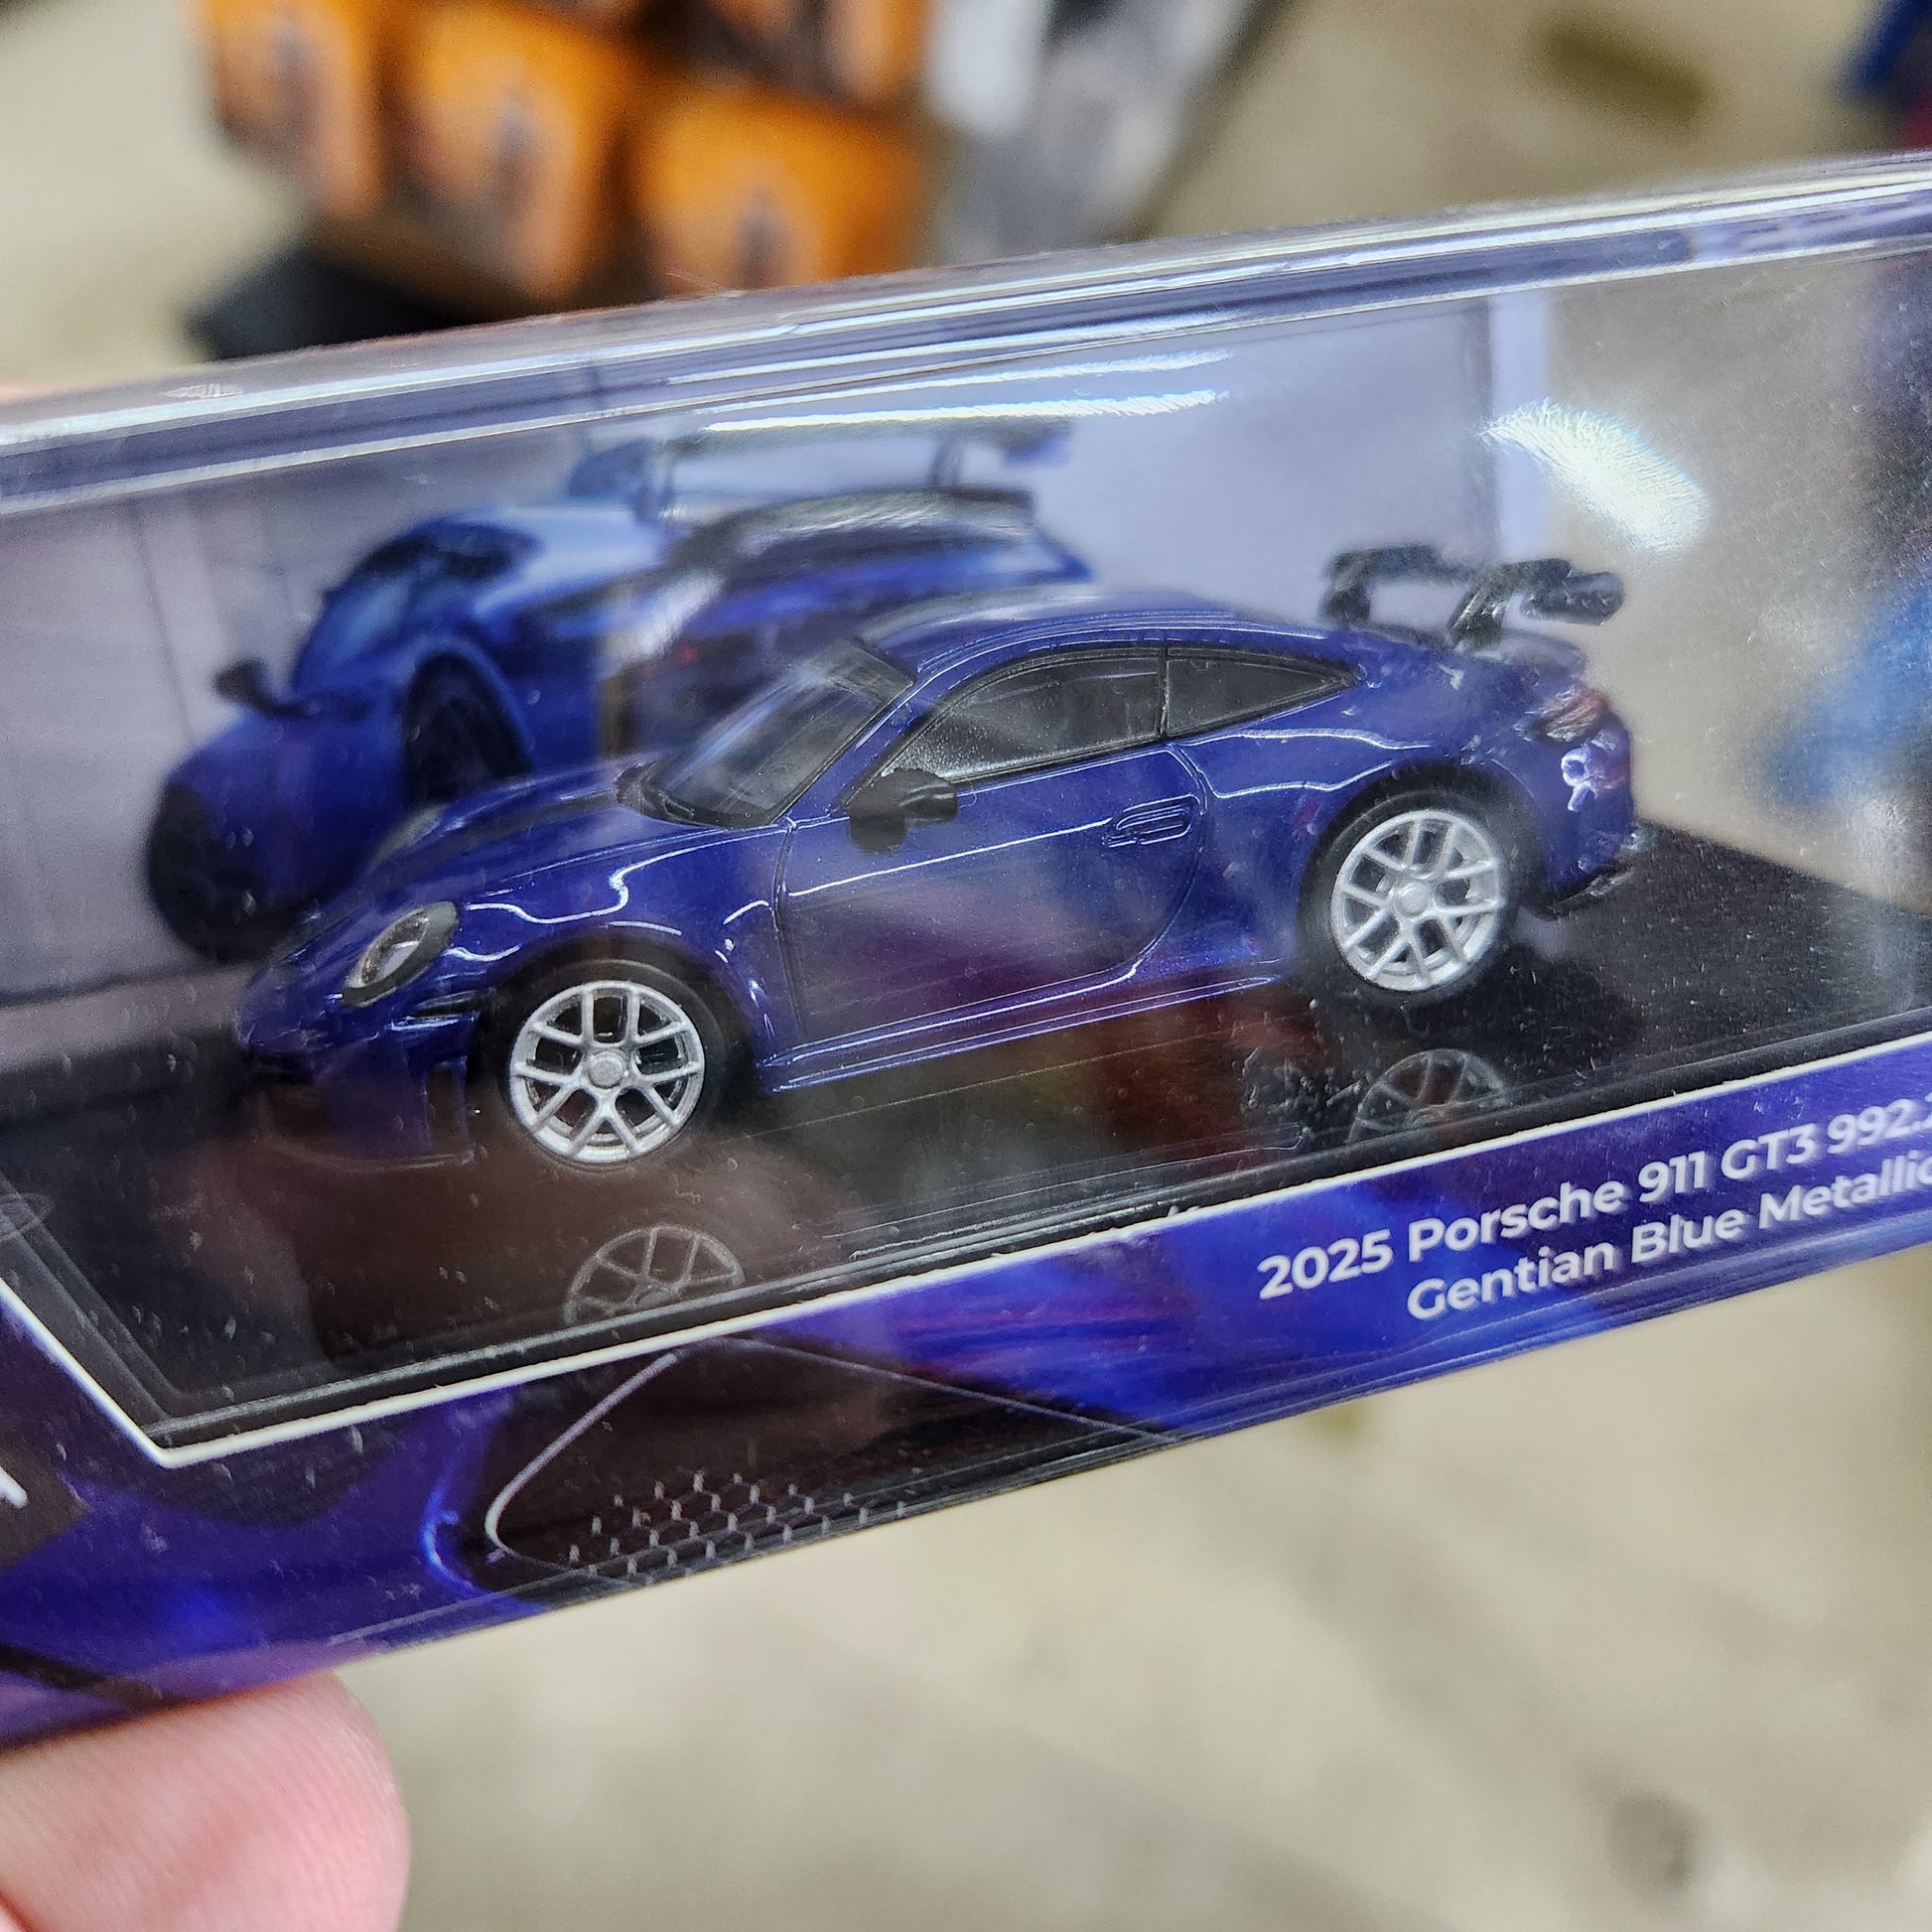 2025 Porsche 911 GT3 992.
Gentian Blue Metallic